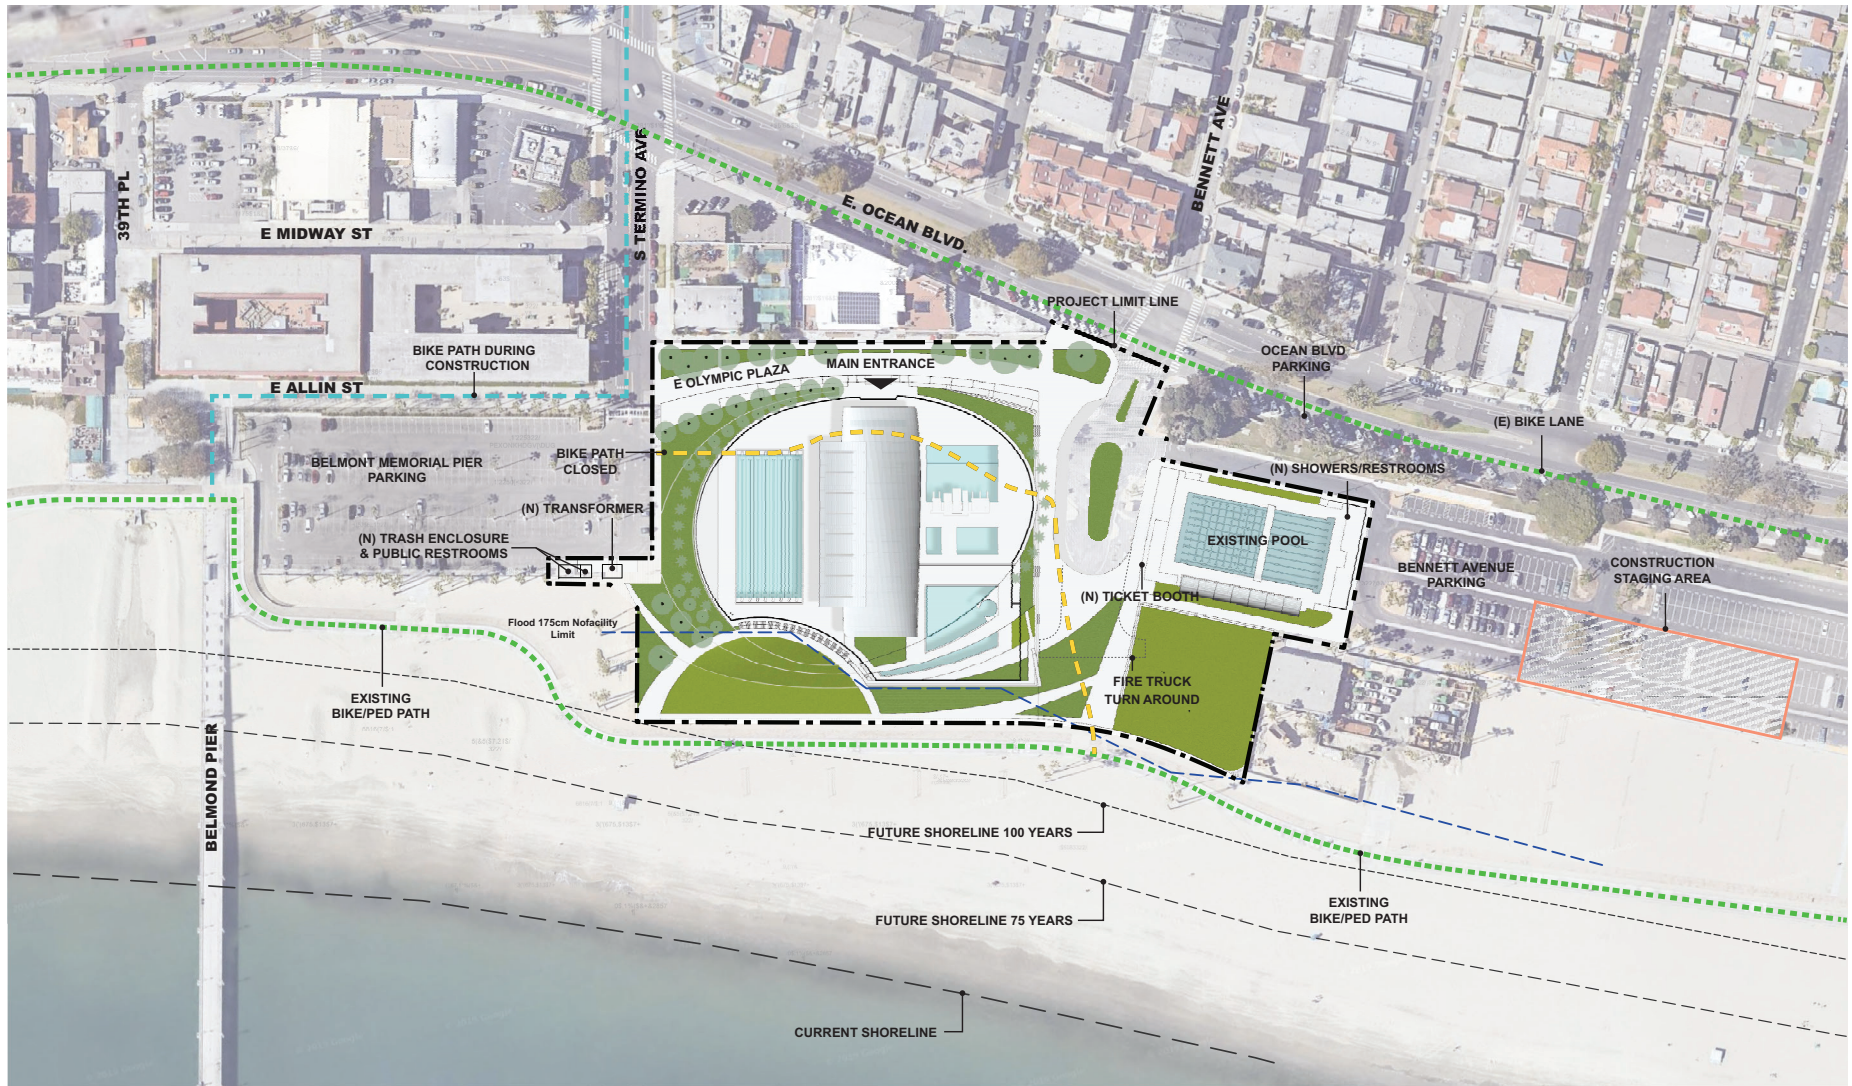 39TH PL
E MIDWAY ST
S TERMINO AVE
E. OCEAN BLVD.
BENNETT AVE
PROJECT LIMIT LINE
BIKE PATH DURING
CONSTRUCTION
E ALLIN ST
E OLYMPIC PLAZA
MAIN ENTRANCE
OCEAN BLVD
PARKING
(E) BIKE LANE
BELMONT MEMORIAL PIER
PARKING
BIKE PATH
CLOSED
(N) SHOWERS/RESTROOMS
(N) TRANSFORMER
(N) TRASH ENCLOSURE
& PUBLIC RESTROOMS
EXISTING POOL
BENNETT AVENUE
PARKING
CONSTRUCTION
STAGING AREA
(N) TICKET BOOTH
Flood 175cm Nofacility
Limit
FIRE TRUCK
TURN AROUND
EXISTING
BIKE/PED PATH
BELMOND PIER
FUTURE SHORELINE 100 YEARS
FUTURE SHORELINE 75 YEARS
EXISTING
BIKE/PED PATH
CURRENT SHORELINE